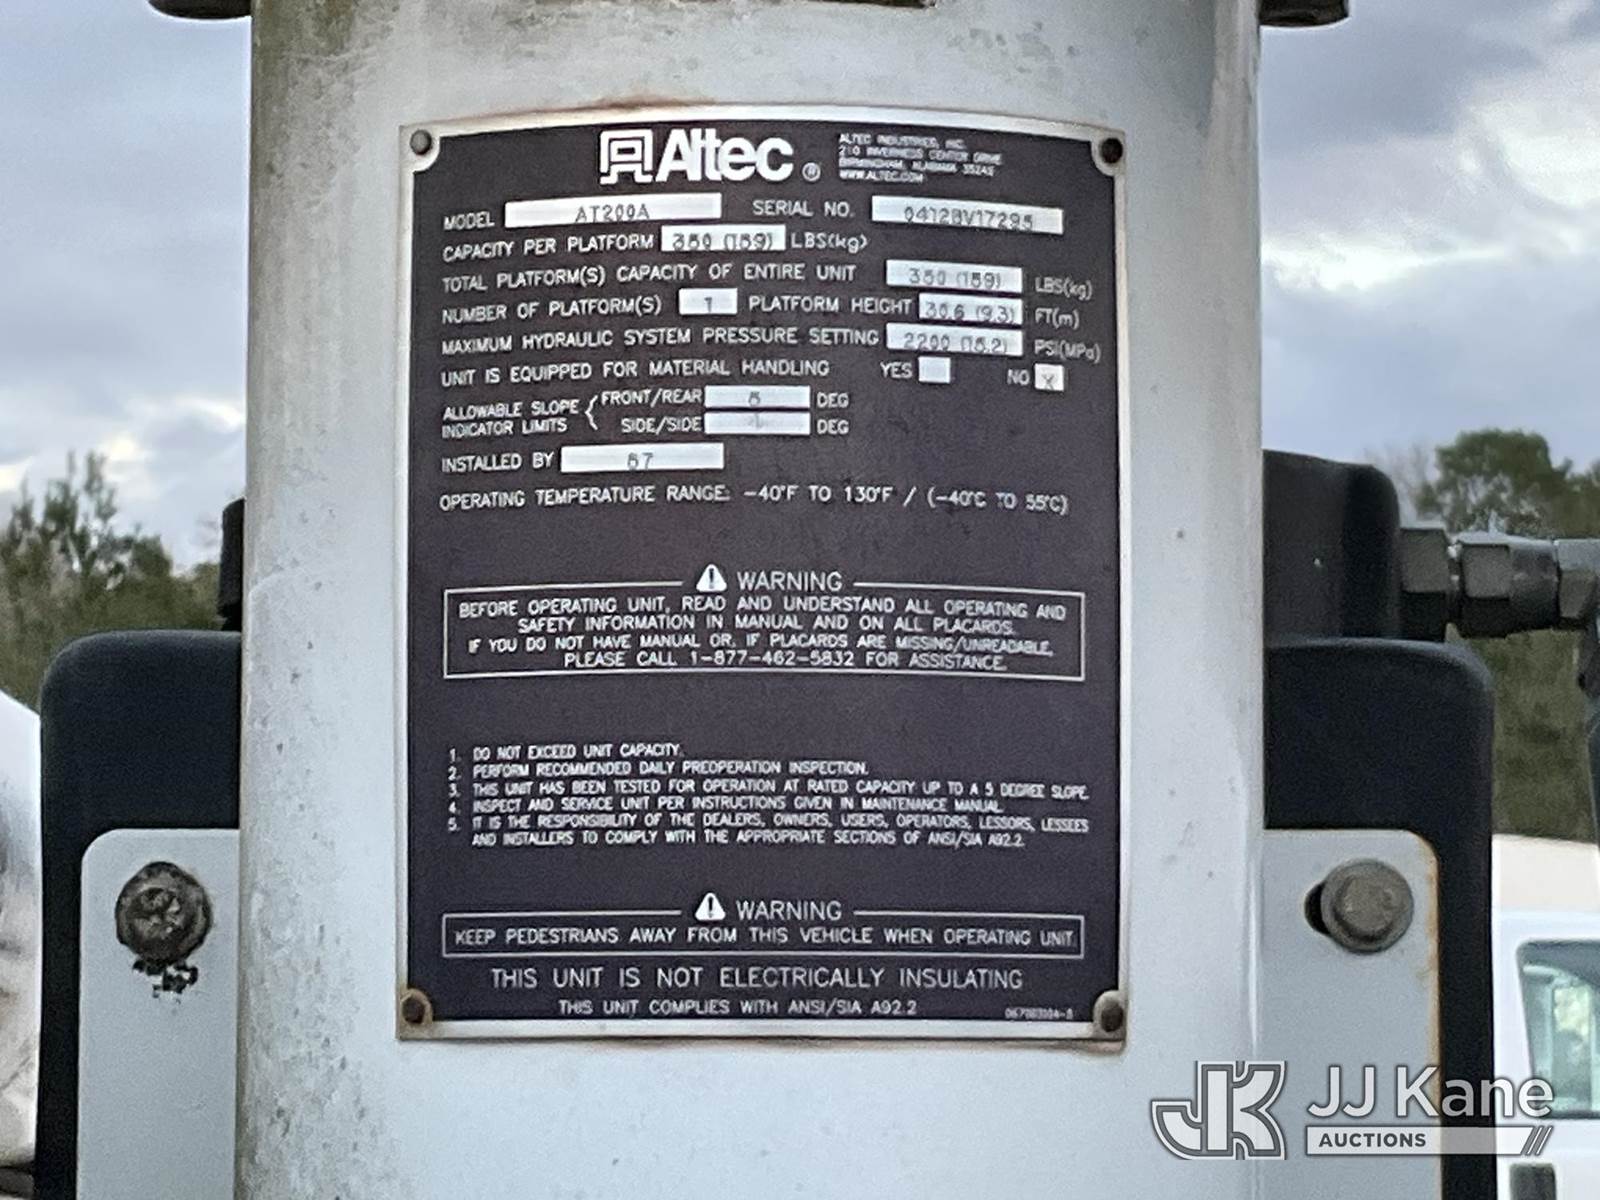 Altec ®
ALTEC INDUSTRIES, INC.
210 INVERNESS CENTER DRIVE
BIRMINGHAM, ALABAMA 35242
WWW.ALTEC.COM
MODEL AT200A SERIAL NO. 0412BV17295
CAPACITY PER PLATFORM 350 (159) LBS(kg)
TOTAL PLATFORM(S) CAPACITY OF ENTIRE UNIT 350 (159) LBS(kg)
NUMBER OF PLATFORM(S) 1 PLATFORM HEIGHT 30.6 (9.3) FT(m)
MAXIMUM HYDRAULIC SYSTEM PRESSURE SETTING 2200 (15.2) PSI(MPa)
UNIT IS EQUIPPED FOR MATERIAL HANDLING YES NO X
ALLOWABLE SLOPE { FRONT/REAR 5 DEG
INDICATOR LIMITS SIDE/SIDE DEG
INSTALLED BY 67
OPERATING TEMPERATURE RANGE: -40°F TO 130°F / (-40°C TO 55°C)
⚠ WARNING
BEFORE OPERATING UNIT, READ AND UNDERSTAND ALL OPERATING AND
SAFETY INFORMATION IN MANUAL AND ON ALL PLACARDS.
IF YOU DO NOT HAVE MANUAL OR, IF PLACARDS ARE MISSING/UNREADABLE,
PLEASE CALL 1-877-462-5832 FOR ASSISTANCE.
1. DO NOT EXCEED UNIT CAPACITY.
2. PERFORM RECOMMENDED DAILY PREOPERATION INSPECTION.
3. THIS UNIT HAS BEEN TESTED FOR OPERATION AT RATED CAPACITY UP TO A 5 DEGREE SLOPE.
4. INSPECT AND SERVICE UNIT PER INSTRUCTIONS GIVEN IN MAINTENANCE MANUAL.
5. IT IS THE RESPONSIBILITY OF THE DEALERS, OWNERS, USERS, OPERATORS, LESSORS, LESSEES
AND INSTALLERS TO COMPLY WITH THE APPROPRIATE SECTIONS OF ANSI/SIA A92.2.
⚠ WARNING
KEEP PEDESTRIANS AWAY FROM THIS VEHICLE WHEN OPERATING UNIT.
THIS UNIT IS NOT ELECTRICALLY INSULATING
THIS UNIT COMPLIES WITH ANSI/SIA A92.2
JK JJ Kane
AUCTIONS